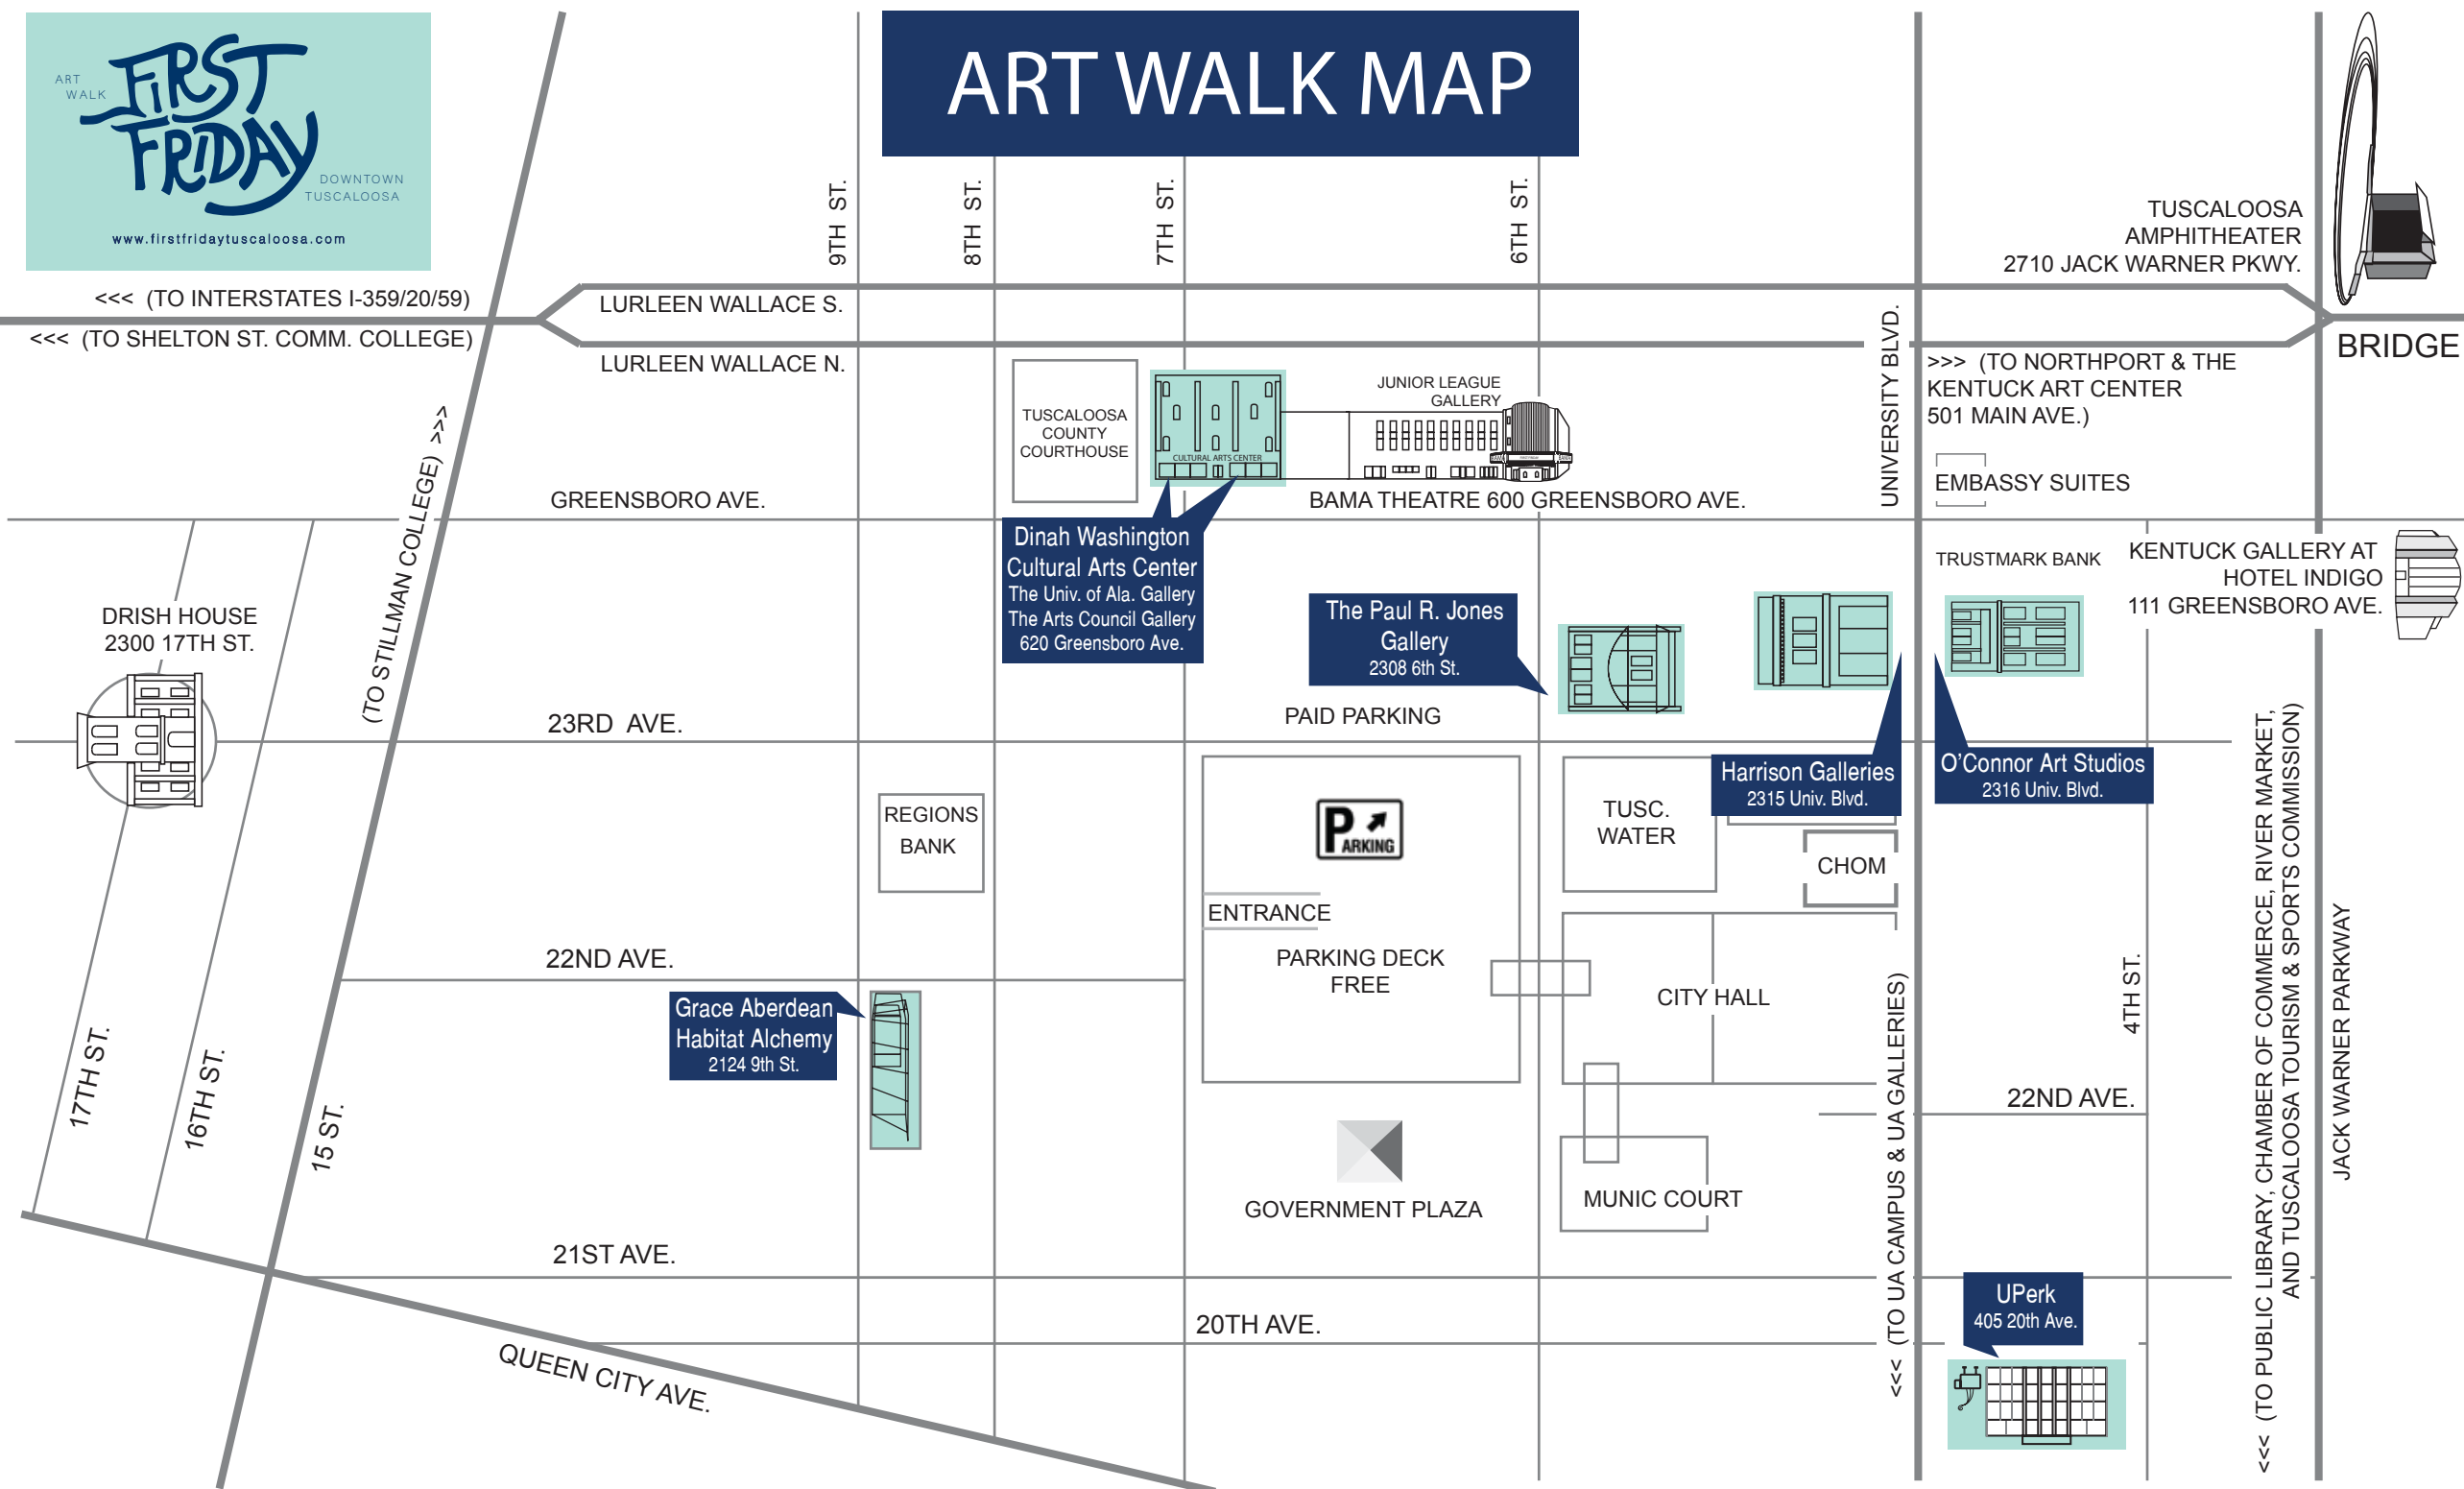 ART
WALK
FIRST
FRIDAY
DOWNTOWN
TUSCALOOSA
www.firstfridaytuscaloosa.com
ART WALK MAP
9TH ST.
8TH ST.
7TH ST.
6TH ST.
TUSCALOOSA
AMPHITHEATER
2710 JACK WARNER PKWY.
<<< (TO INTERSTATES I-359/20/59)
<<< (TO SHELTON ST. COMM. COLLEGE)
LURLEEN WALLACE S.
LURLEEN WALLACE N.
BRIDGE
UNIVERSITY BLVD.
>>> (TO NORTHPORT & THE
KENTUCK ART CENTER
501 MAIN AVE.)
TUSCALOOSA
COUNTY
COURTHOUSE
CULTURAL ARTS CENTER
JUNIOR LEAGUE
GALLERY
EMBASSY SUITES
(TO STILLMAN COLLEGE) >>>
GREENSBORO AVE.
BAMA THEATRE 600 GREENSBORO AVE.
Dinah Washington
Cultural Arts Center
The Univ. of Ala. Gallery
The Arts Council Gallery
620 Greensboro Ave.
TRUSTMARK BANK
KENTUCK GALLERY AT
HOTEL INDIGO
111 GREENSBORO AVE.
DRISH HOUSE
2300 17TH ST.
The Paul R. Jones
Gallery
2308 6th St.
23RD AVE.
PAID PARKING
Harrison Galleries
2315 Univ. Blvd.
O'Connor Art Studios
2316 Univ. Blvd.
REGIONS
BANK
PARKING
TUSC.
WATER
CHOM
ENTRANCE
PARKING DECK
FREE
CITY HALL
22ND AVE.
Grace Aberdean
Habitat Alchemy
2124 9th St.
17TH ST.
16TH ST.
15 ST.
4TH ST.
22ND AVE.
JACK WARNER PARKWAY
GOVERNMENT PLAZA
MUNIC COURT
<<< (TO UA CAMPUS & UA GALLERIES)
<<< (TO PUBLIC LIBRARY, CHAMBER OF COMMERCE, RIVER MARKET,
AND TUSCALOOSA TOURISM & SPORTS COMMISSION)
21ST AVE.
20TH AVE.
UPerk
405 20th Ave.
QUEEN CITY AVE.